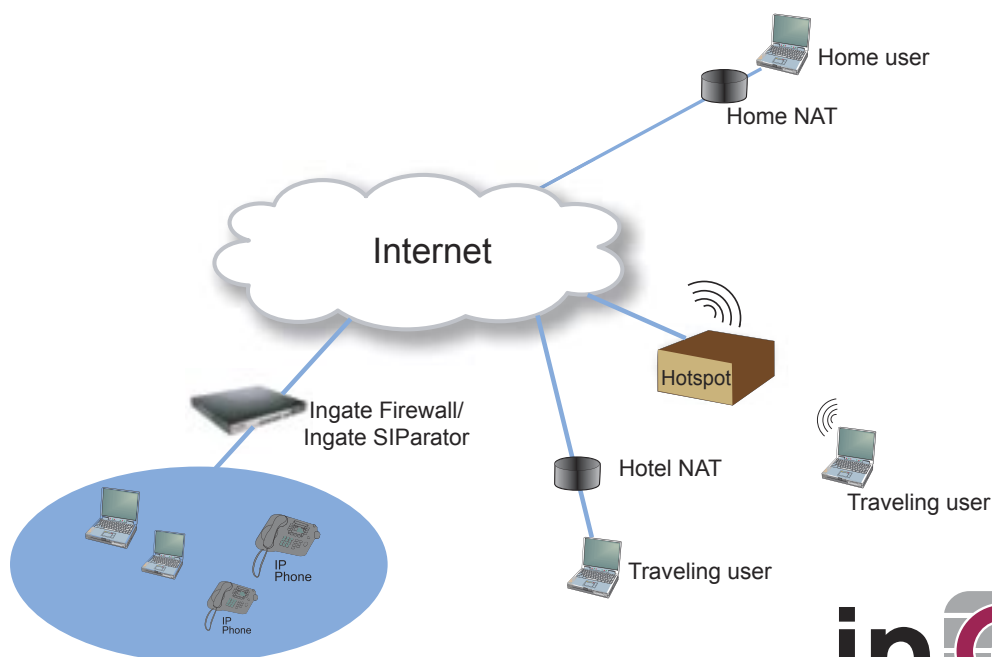 Home user
Home NAT
Internet
Hotspot
Ingate Firewall/
Ingate SIParator
Hotel NAT
Traveling user
Traveling user
IP
Phone
IP
Phone
in